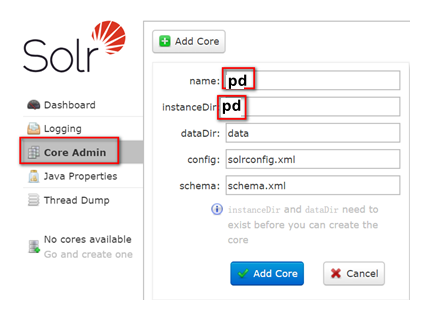 Solr
Dashboard
Logging
Core Admin
Java Properties
Thread Dump
No cores available
Go and create one
Add Core
name: pd
instanceDir: pd
dataDir: data
config: solrconfig.xml
schema: schema.xml
instanceDir and dataDir need to
exist before you can create the
core
Add Core
Cancel